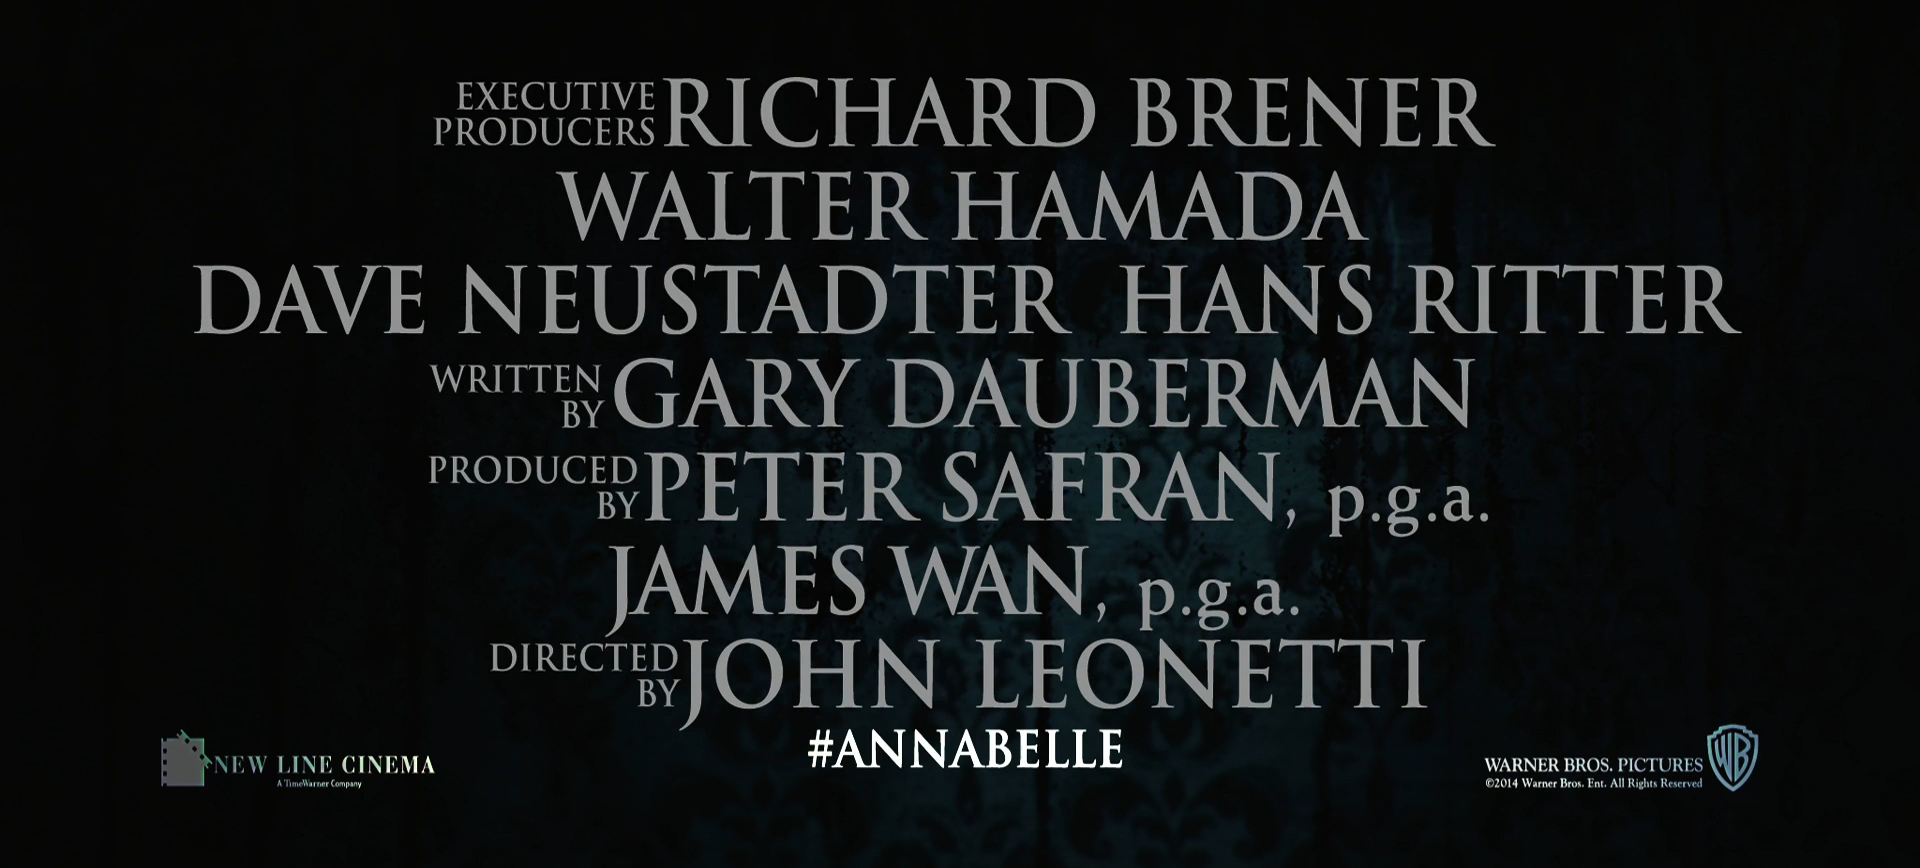 EXECUTIVE PRODUCERS RICHARD BRENER
WALTER HAMADA
DAVE NEUSTADTER HANS RITTER
WRITTEN BY GARY DAUBERMAN
PRODUCED BY PETER SAFRAN, p.g.a.
JAMES WAN, p.g.a.
DIRECTED BY JOHN LEONETTI
#ANNABELLE
NEW LINE CINEMA
A TimeWarner Company
WARNER BROS. PICTURES
©2014 Warner Bros. Ent. All Rights Reserved
WB